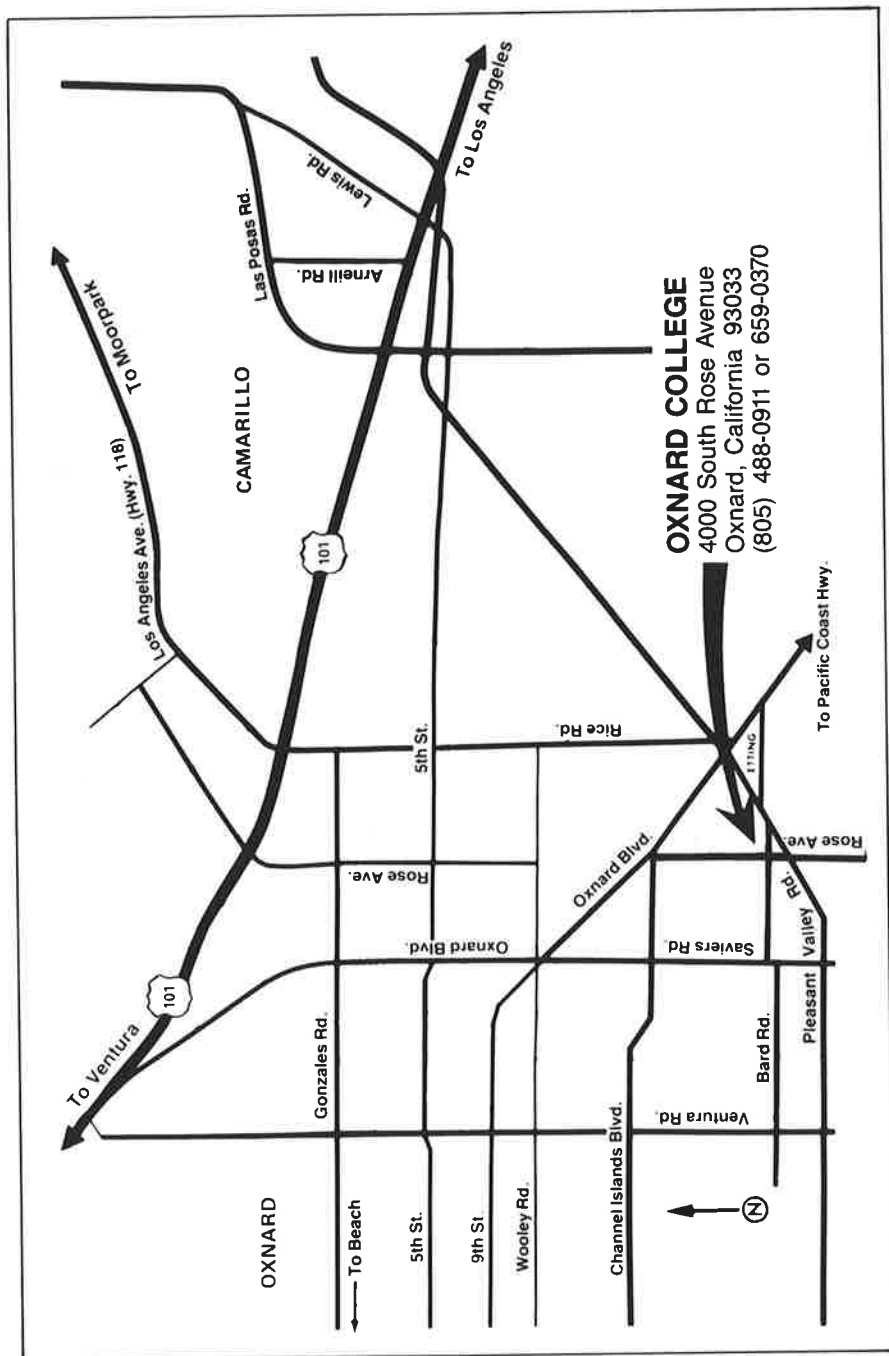 To Ventura
101
To Moorpark
Los Angeles Ave. (Hwy. 118)
OXNARD
CAMARILLO
Las Posas Rd.
Lewis Rd.
Arneill Rd.
101
To Los Angeles
Gonzales Rd.
To Beach
Rose Ave.
Oxnard Blvd.
5th St.
5th St.
9th St.
Wooley Rd.
Rice Rd.
Oxnard Blvd.
Channel Islands Blvd.
Saviers Rd.
Ventura Rd.
Bard Rd.
Pleasant Valley Rd.
Rose Ave.
ETTING
To Pacific Coast Hwy.
N
OXNARD COLLEGE
4000 South Rose Avenue
Oxnard, California 93033
(805) 488-0911 or 659-0370